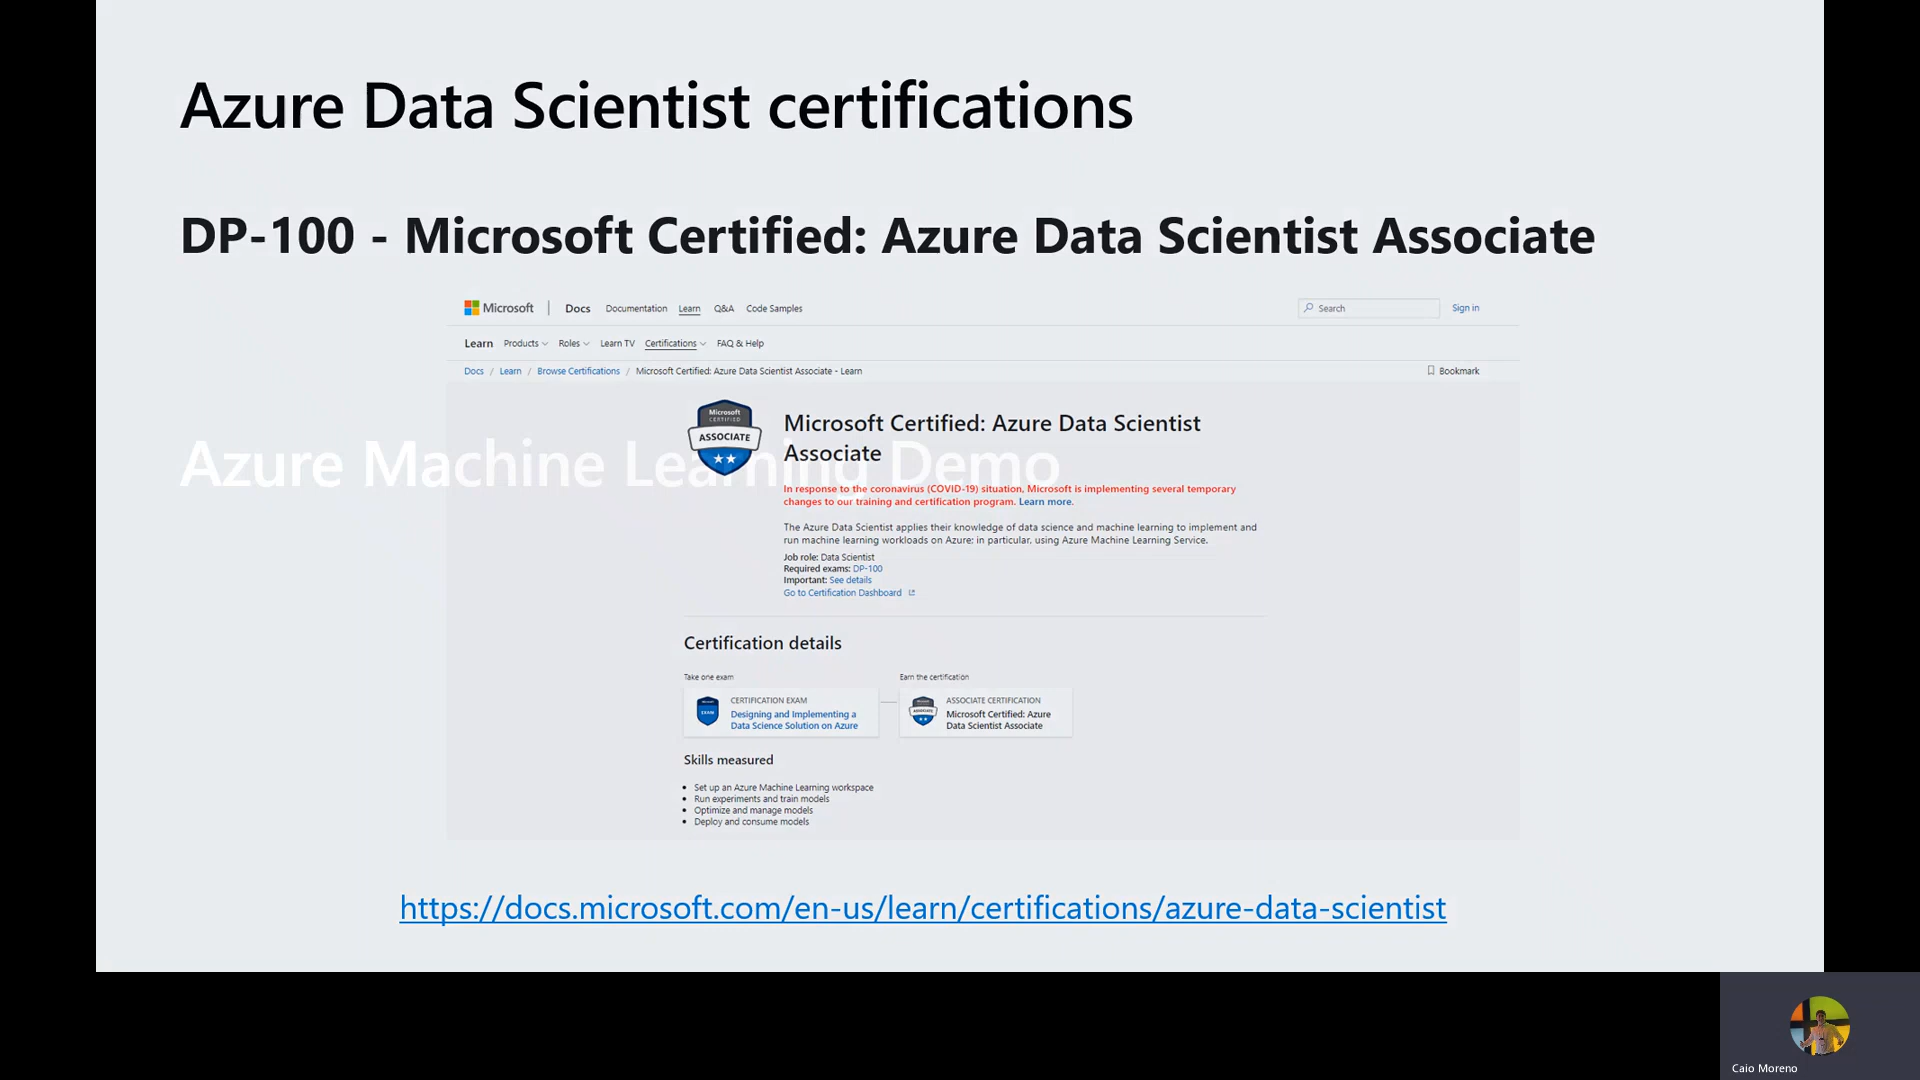 Azure Data Scientist certifications
DP-100 - Microsoft Certified: Azure Data Scientist Associate
Microsoft | Docs Documentation Learn Q&A Code Samples Search Sign in
Learn Products Roles Learn TV Certifications FAQ & Help
Docs / Learn / Browse Certifications / Microsoft Certified: Azure Data Scientist Associate - Learn Bookmark
Microsoft
CERTIFIED
ASSOCIATE
Microsoft Certified: Azure Data Scientist
Associate
Azure Machine Learning Demo
In response to the coronavirus (COVID-19) situation, Microsoft is implementing several temporary
changes to our training and certification program. Learn more.
The Azure Data Scientist applies their knowledge of data science and machine learning to implement and
run machine learning workloads on Azure; in particular, using Azure Machine Learning Service.
Job role: Data Scientist
Required exams: DP-100
Important: See details
Go to Certification Dashboard
Certification details
Take one exam
CERTIFICATION EXAM
EXAM
Designing and Implementing a
Data Science Solution on Azure
Earn the certification
ASSOCIATE CERTIFICATION
ASSOCIATE
Microsoft Certified: Azure
Data Scientist Associate
Skills measured
• Set up an Azure Machine Learning workspace
• Run experiments and train models
• Optimize and manage models
• Deploy and consume models
https://docs.microsoft.com/en-us/learn/certifications/azure-data-scientist
Caio Moreno